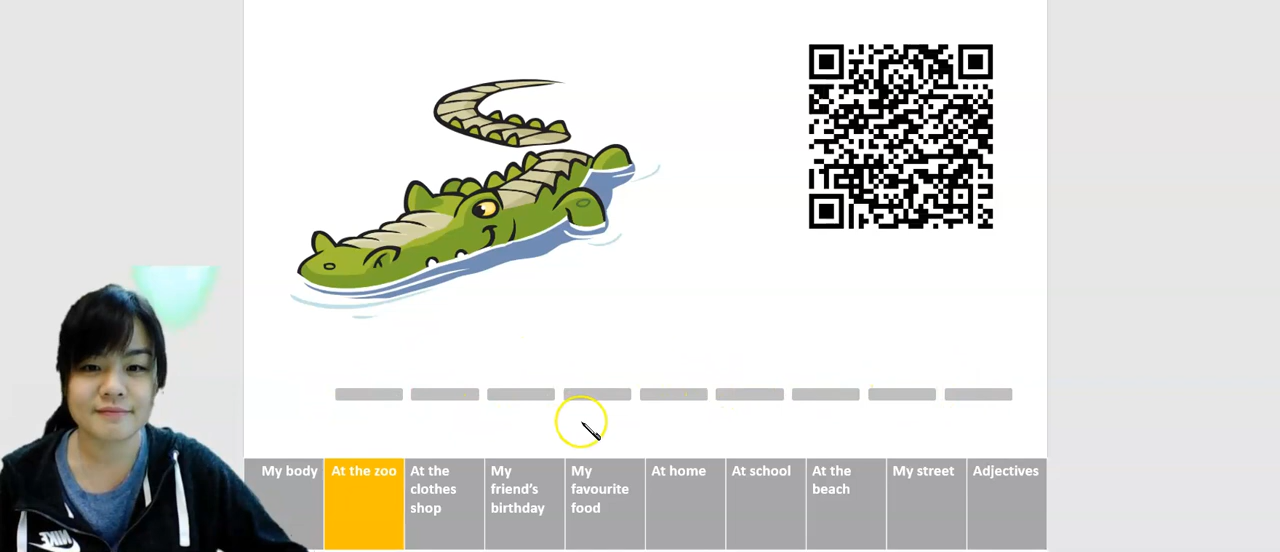 My body
At the zoo
At the
clothes
shop
My
friend's
birthday
My
favourite
food
At home
At school
At the
beach
My street
Adjectives